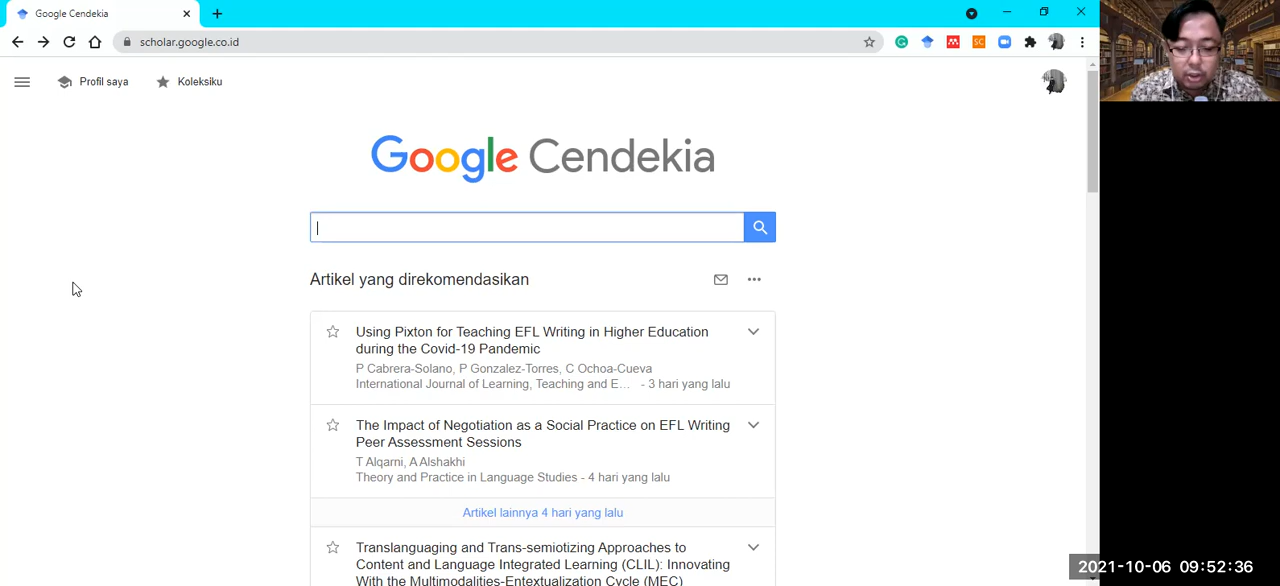 Google Cendekia
scholar.google.co.id
Profil saya
Koleksiku
Google Cendekia
Artikel yang direkomendasikan
Using Pixton for Teaching EFL Writing in Higher Education
during the Covid-19 Pandemic
P Cabrera-Solano, P Gonzalez-Torres, C Ochoa-Cueva
International Journal of Learning, Teaching and E... - 3 hari yang lalu
The Impact of Negotiation as a Social Practice on EFL Writing
Peer Assessment Sessions
T Alqarni, A Alshakhi
Theory and Practice in Language Studies - 4 hari yang lalu
Artikel lainnya 4 hari yang lalu
Translanguaging and Trans-semiotizing Approaches to
Content and Language Integrated Learning (CLIL): Innovating
With the Multimodalities-Entextualization Cycle (MEC)
2021-10-06 09:52:36